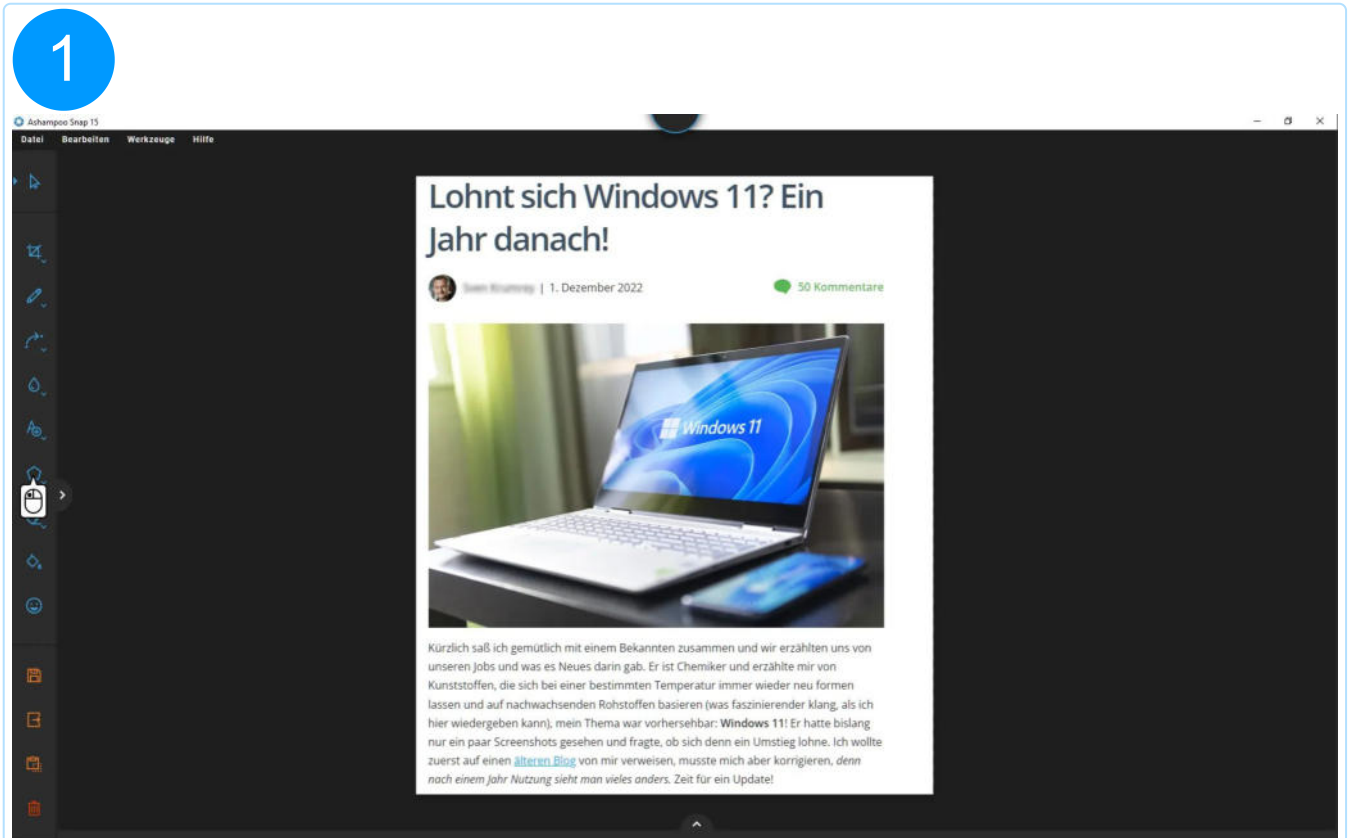 1
Ashampoo Snap 15
Datei Bearbeiten Werkzeuge Hilfe
Lohnt sich Windows 11? Ein
Jahr danach!
| 1. Dezember 2022 50 Kommentare
Windows 11
Kürzlich saß ich gemütlich mit einem Bekannten zusammen und wir erzählten uns von
unseren Jobs und was es Neues darin gab. Er ist Chemiker und erzählte mir von
Kunststoffen, die sich bei einer bestimmten Temperatur immer wieder neu formen
lassen und auf nachwachsenden Rohstoffen basieren (was faszinierender klang, als ich
hier wiedergeben kann), mein Thema war vorhersehbar: Windows 11! Er hatte bislang
nur ein paar Screenshots gesehen und fragte, ob sich denn ein Umstieg lohne. Ich wollte
zuerst auf einen älteren Blog von mir verweisen, musste mich aber korrigieren, denn
nach einem Jahr Nutzung sieht man vieles anders. Zeit für ein Update!